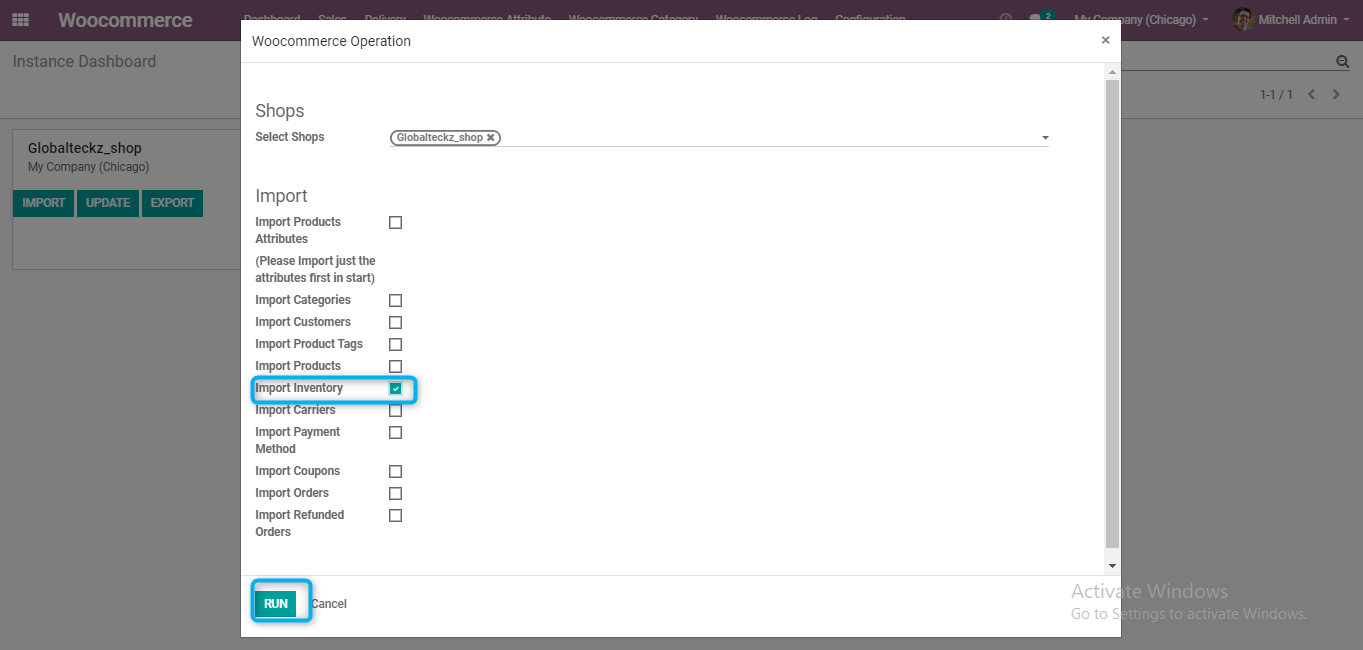 Woocommerce
Dashboard Sales Delivery Woocommerce Attribute Woocommerce Category Woocommerce Log Configuration
2
My Company (Chicago)
Mitchell Admin
Instance Dashboard
1-1 / 1
Globalteckz_shop
My Company (Chicago)
IMPORT UPDATE EXPORT
Woocommerce Operation
×
Shops
Select Shops
Globalteckz_shop ✖
Import
Import Products
Attributes
(Please Import just the
attributes first in start)
Import Categories
Import Customers
Import Product Tags
Import Products
Import Inventory
Import Carriers
Import Payment
Method
Import Coupons
Import Orders
Import Refunded
Orders
RUN Cancel
Activate Windows
Go to Settings to activate Windows.